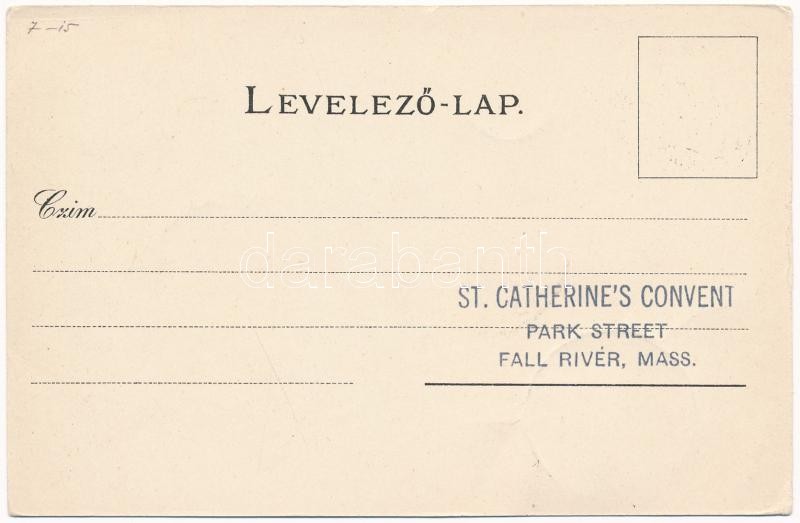 7-15
LEVELEZŐ-LAP.
Czim
darabanth
ST. CATHERINE'S CONVENT
PARK STREET
FALL RIVER, MASS.